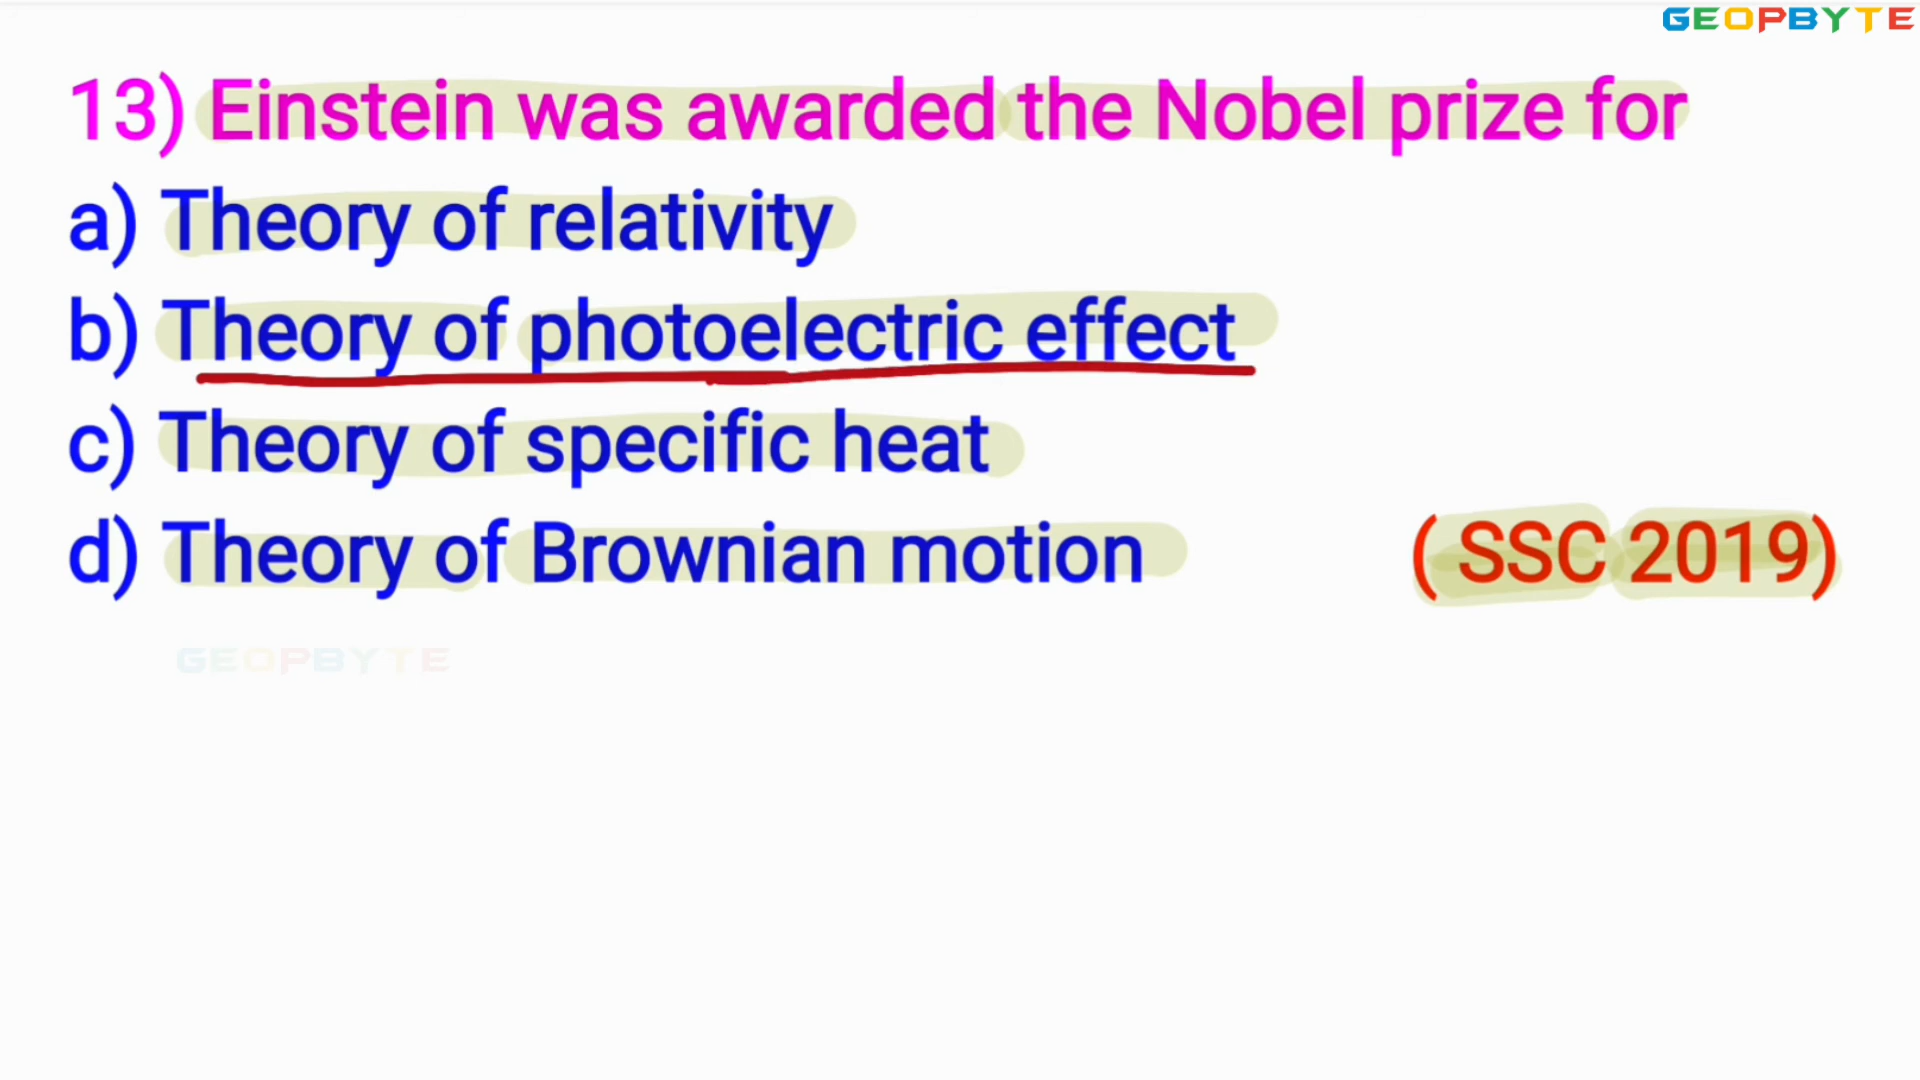 GEOPBYTE
13) Einstein was awarded the Nobel prize for
a) Theory of relativity
b) Theory of photoelectric effect
c) Theory of specific heat
d) Theory of Brownian motion ( SSC 2019)
GEOPBYTE